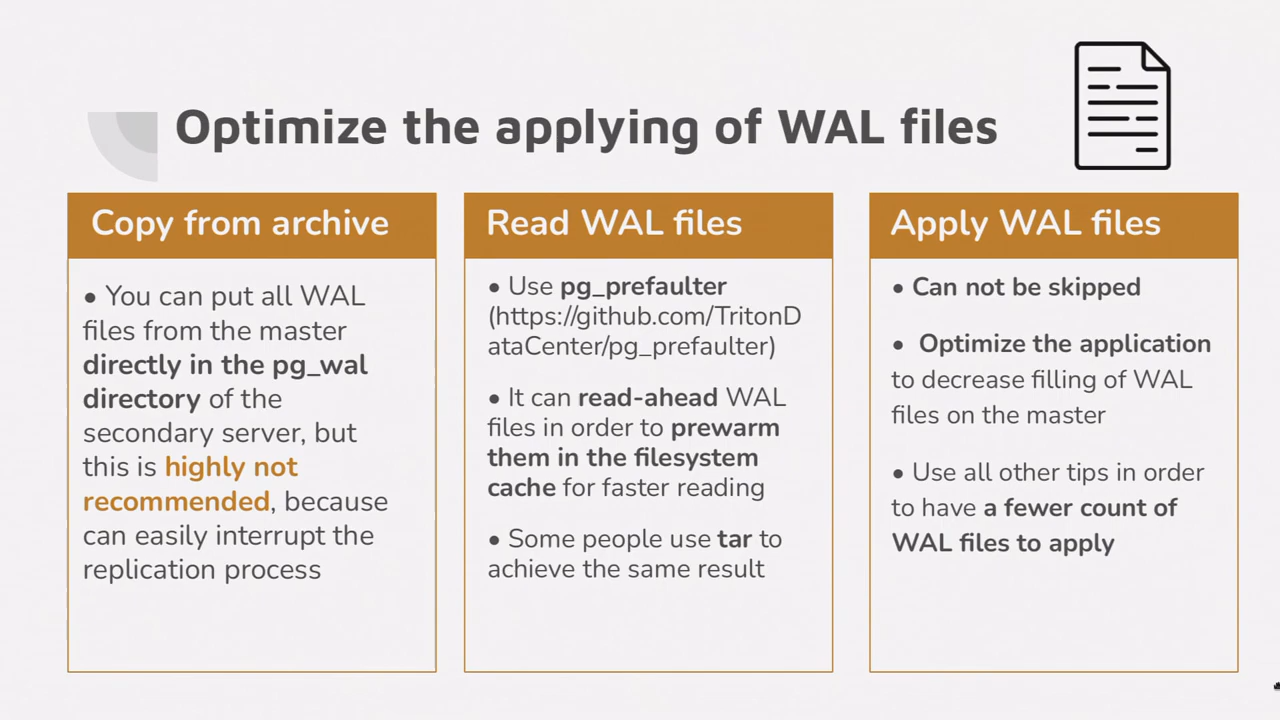 Optimize the applying of WAL files
Copy from archive
• You can put all WAL
files from the master
directly in the pg_wal
directory of the
secondary server, but
this is highly not
recommended, because
can easily interrupt the
replication process
Read WAL files
• Use pg_prefaulter
(https://github.com/TritonD
ataCenter/pg_prefaulter)
• It can read-ahead WAL
files in order to prewarm
them in the filesystem
cache for faster reading
• Some people use tar to
achieve the same result
Apply WAL files
• Can not be skipped
• Optimize the application
to decrease filling of WAL
files on the master
• Use all other tips in order
to have a fewer count of
WAL files to apply